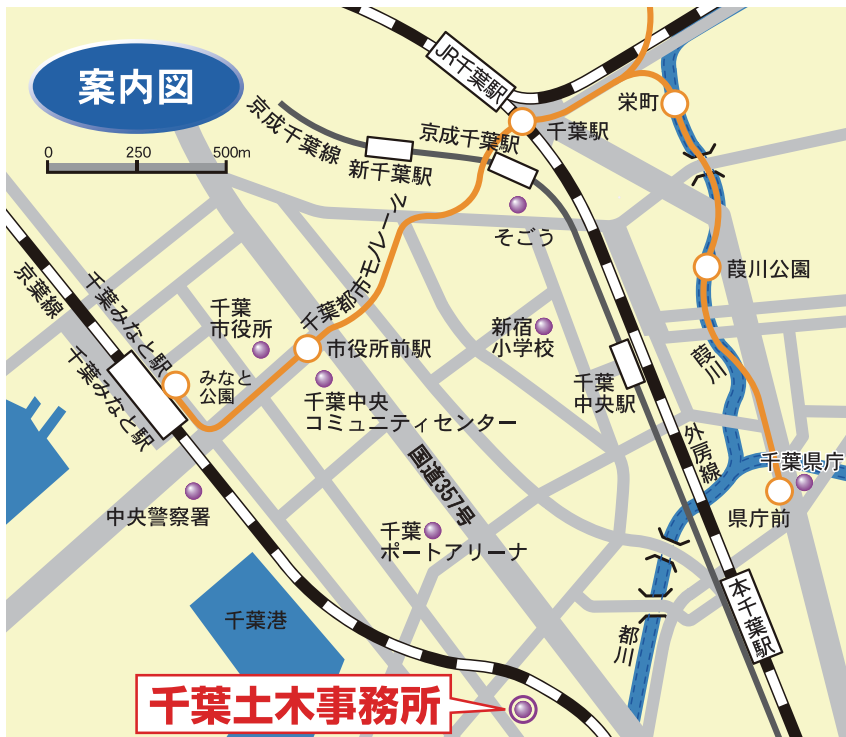 案内図
0 250 500m
JR千葉駅
栄町
京成千葉線
京成千葉駅
千葉駅
新千葉駅
そごう
千葉都市モノレール
葭川公園
京葉線
千葉みなと駅
千葉みなと駅
千葉
市役所
市役所前駅
新宿
小学校
葭川
みなと
公園
千葉
中央駅
千葉中央
コミュニティセンター
外房線
国道357号
千葉県庁
県庁前
中央警察署
千葉
ポートアリーナ
本千葉駅
千葉港
都川
千葉土木事務所